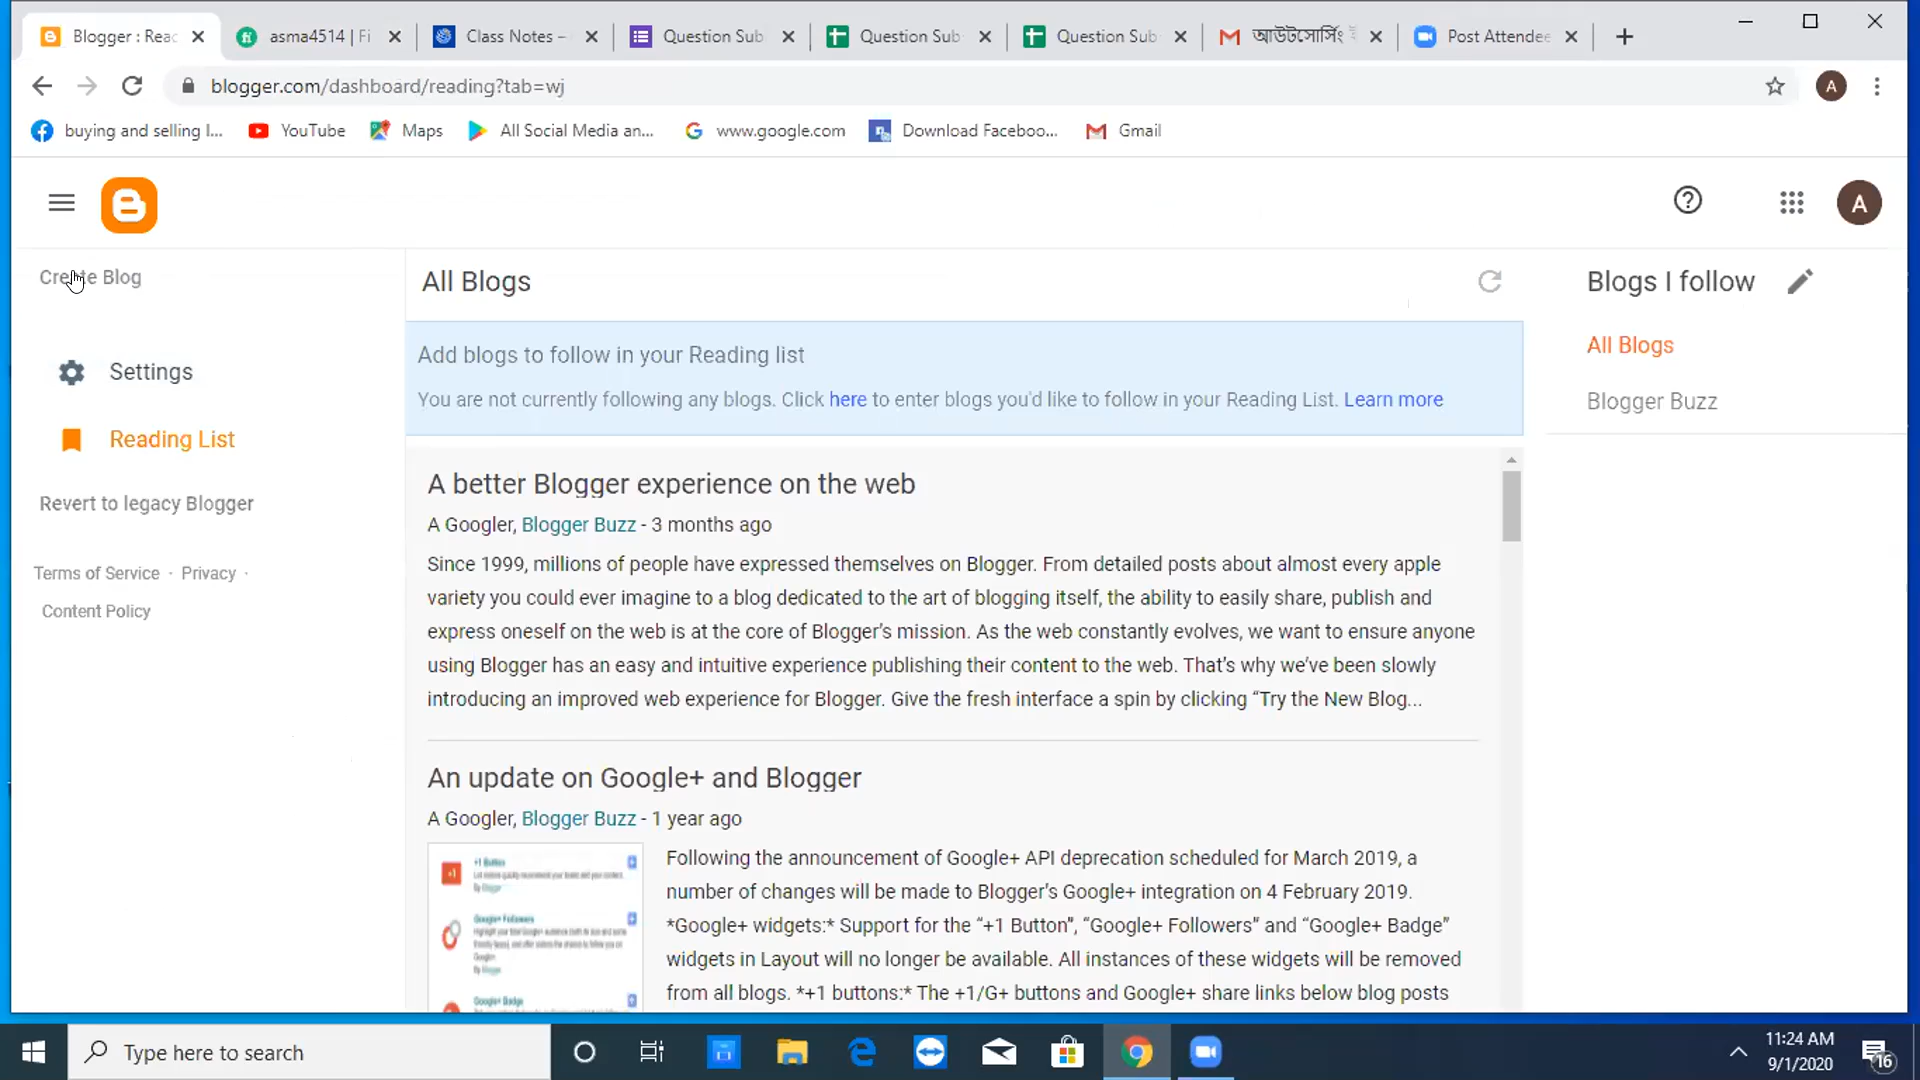 Blogger : Reac
asma4514 | Fi
Class Notes –
Question Sub
Question Sub
Question Sub
আউটসোর্সিং ই
Post Attendee
blogger.com/dashboard/reading?tab=wj
A
buying and selling l...
YouTube
Maps
All Social Media an...
www.google.com
Download Faceboo...
Gmail
A
Create Blog
Settings
Reading List
Revert to legacy Blogger
Terms of Service · Privacy ·
Content Policy
All Blogs
Add blogs to follow in your Reading list
You are not currently following any blogs. Click here to enter blogs you'd like to follow in your Reading List. Learn more
A better Blogger experience on the web
A Googler, Blogger Buzz - 3 months ago
Since 1999, millions of people have expressed themselves on Blogger. From detailed posts about almost every apple
variety you could ever imagine to a blog dedicated to the art of blogging itself, the ability to easily share, publish and
express oneself on the web is at the core of Blogger's mission. As the web constantly evolves, we want to ensure anyone
using Blogger has an easy and intuitive experience publishing their content to the web. That's why we've been slowly
introducing an improved web experience for Blogger. Give the fresh interface a spin by clicking “Try the New Blog...
An update on Google+ and Blogger
A Googler, Blogger Buzz - 1 year ago
+1 Button
By Blogger
Google+ Followers
Google+
By Blogger
Google+ Badge
Following the announcement of Google+ API deprecation scheduled for March 2019, a
number of changes will be made to Blogger's Google+ integration on 4 February 2019.
*Google+ widgets:* Support for the “+1 Button”, “Google+ Followers” and “Google+ Badge”
widgets in Layout will no longer be available. All instances of these widgets will be removed
from all blogs. *+1 buttons:* The +1/G+ buttons and Google+ share links below blog posts
Blogs I follow
All Blogs
Blogger Buzz
Type here to search
11:24 AM
9/1/2020
16